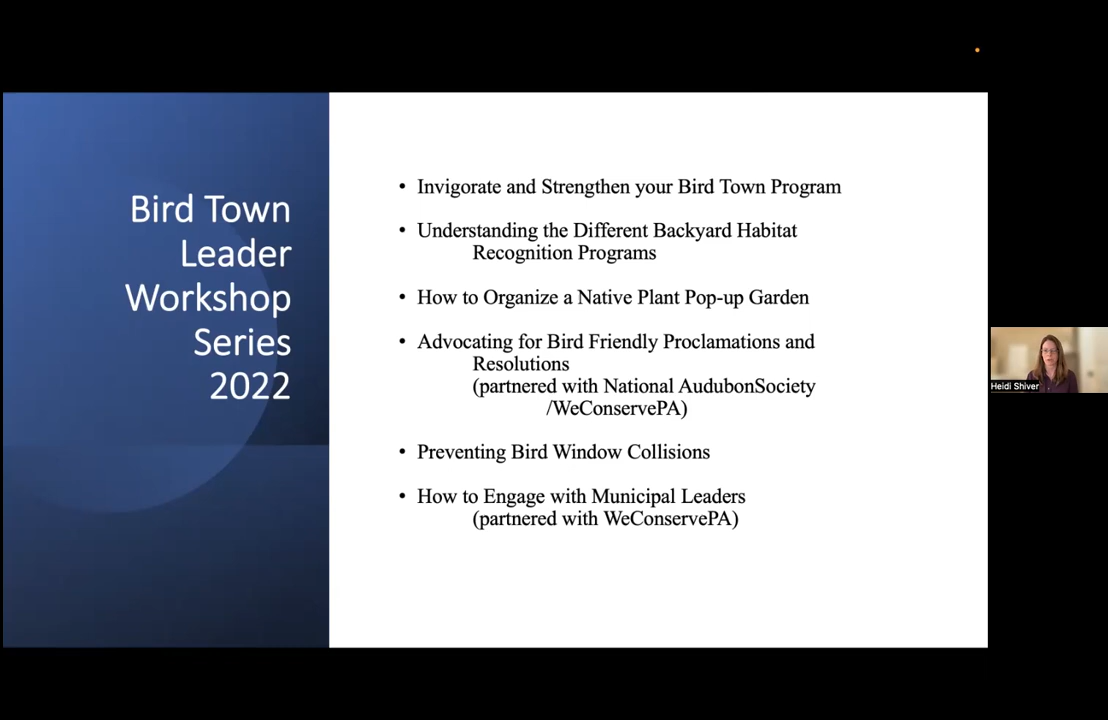 Bird Town
Leader
Workshop
Series
2022
• Invigorate and Strengthen your Bird Town Program
• Understanding the Different Backyard Habitat
Recognition Programs
• How to Organize a Native Plant Pop-up Garden
• Advocating for Bird Friendly Proclamations and
Resolutions
(partnered with National AudubonSociety
/WeConservePA)
• Preventing Bird Window Collisions
• How to Engage with Municipal Leaders
(partnered with WeConservePA)
Heidi Shiver